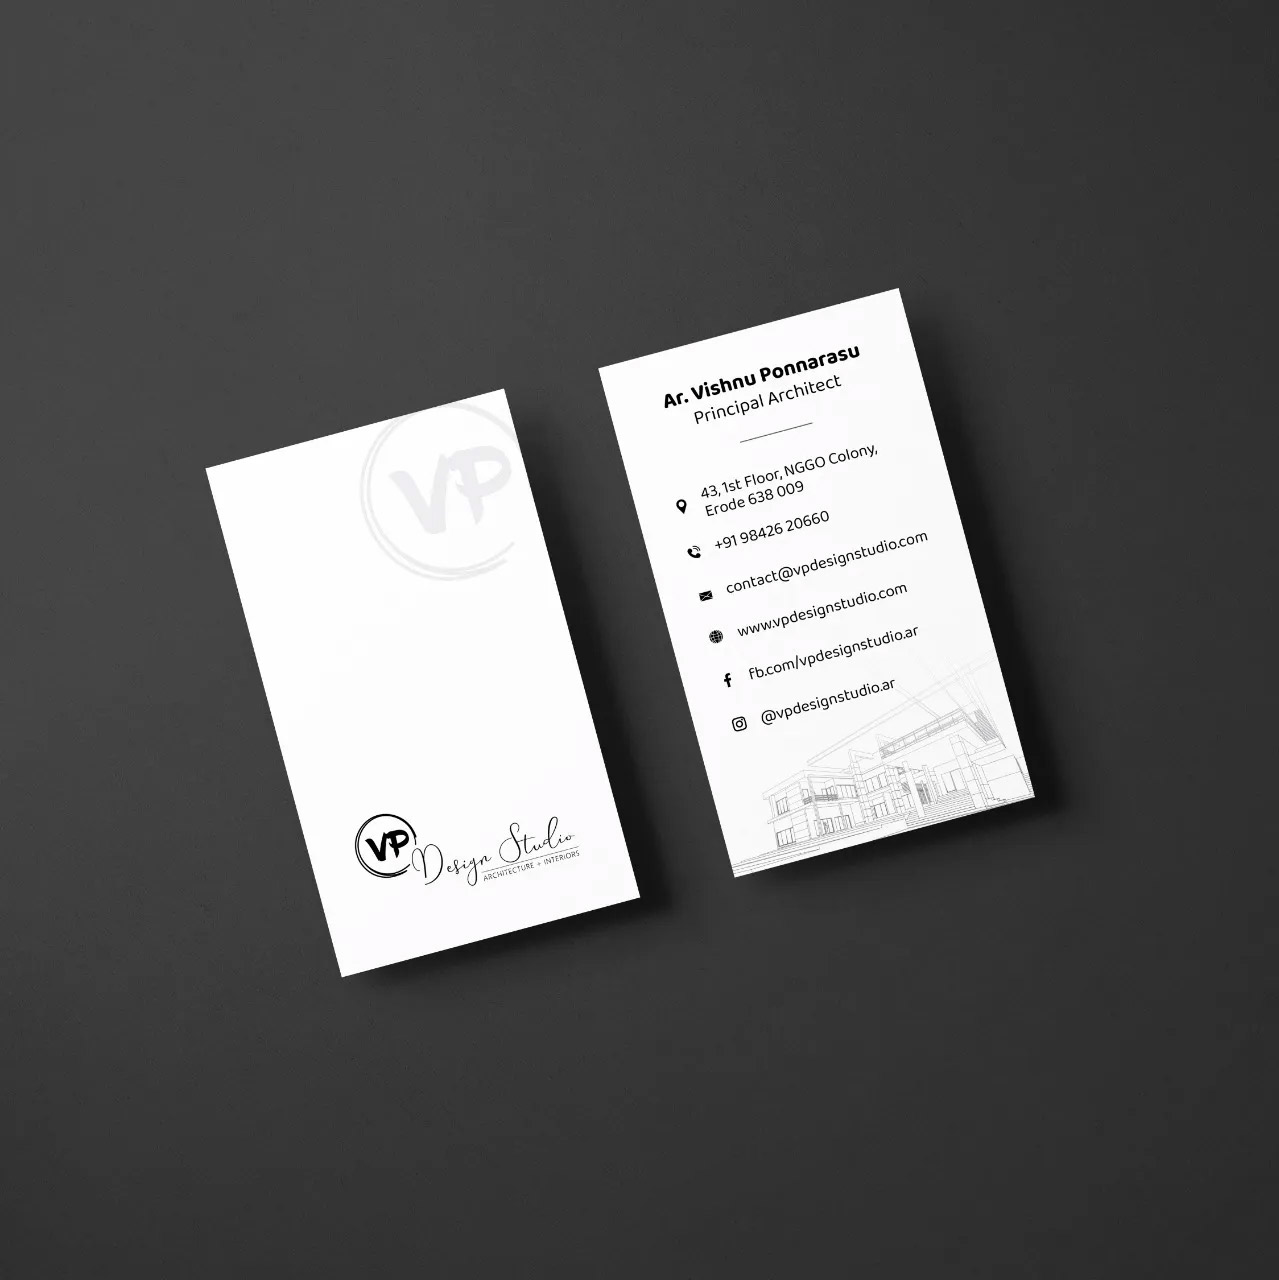 VP
VP
Design Studio
ARCHITECTURE + INTERIORS
Ar. Vishnu Ponnarasu
Principal Architect
43, 1st Floor, NGGO Colony,
Erode 638 009
+91 98426 20660
contact@vpdesignstudio.com
www.vpdesignstudio.com
fb.com/vpdesignstudio.ar
@vpdesignstudio.ar